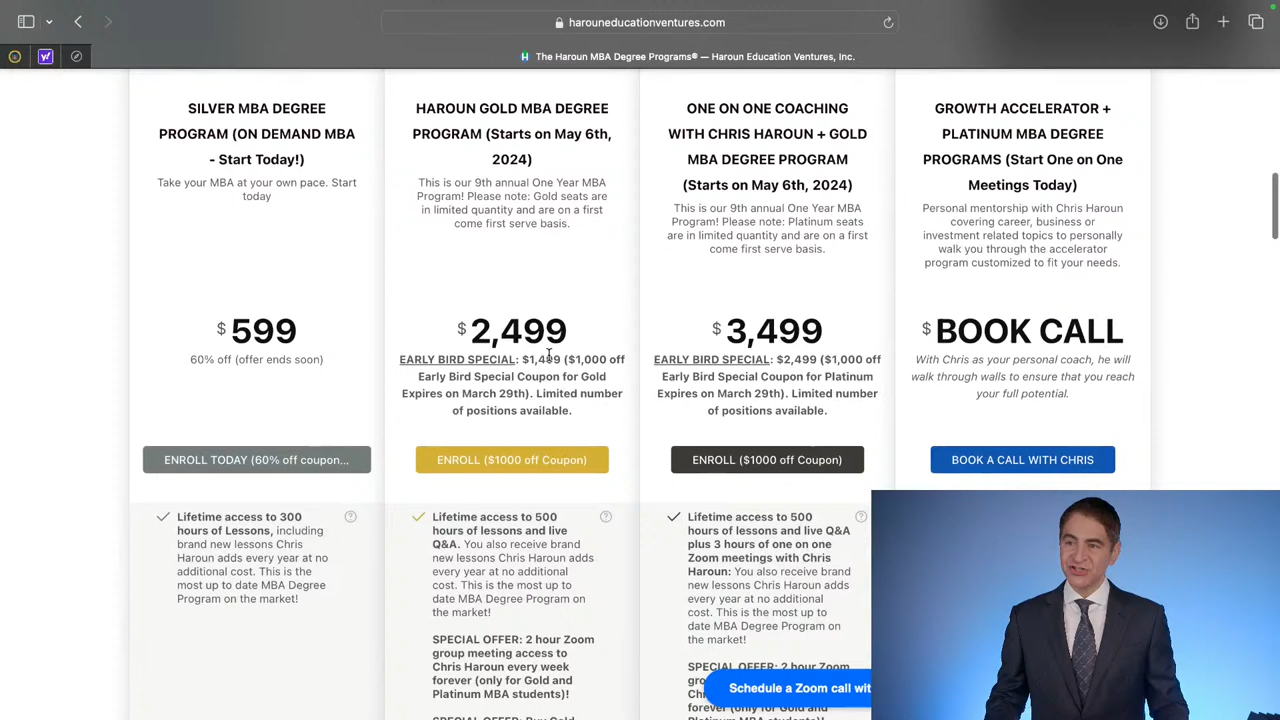 harouneducationventures.com
The Haroun MBA Degree Programs® — Haroun Education Ventures, Inc.
SILVER MBA DEGREE
PROGRAM (ON DEMAND MBA
- Start Today!)
Take your MBA at your own pace. Start
today
$ 599
60% off (offer ends soon)
ENROLL TODAY (60% off coupon...
Lifetime access to 300
hours of Lessons, including
brand new lessons Chris
Haroun adds every year at no
additional cost. This is the
most up to date MBA Degree
Program on the market!
HAROUN GOLD MBA DEGREE
PROGRAM (Starts on May 6th,
2024)
This is our 9th annual One Year MBA
Program! Please note: Gold seats are
in limited quantity and are on a first
come first serve basis.
$ 2,499
EARLY BIRD SPECIAL: $1,499 ($1,000 off
Early Bird Special Coupon for Gold
Expires on March 29th). Limited number
of positions available.
ENROLL ($1000 off Coupon)
Lifetime access to 500
hours of lessons and live
Q&A. You also receive brand
new lessons Chris Haroun adds
every year at no additional
cost. This is the most up to
date MBA Degree Program on
the market!
SPECIAL OFFER: 2 hour Zoom
group meeting access to
Chris Haroun every week
forever (only for Gold and
Platinum MBA students)!
SPECIAL OFFER: Buy Gold
ONE ON ONE COACHING
WITH CHRIS HAROUN + GOLD
MBA DEGREE PROGRAM
(Starts on May 6th, 2024)
This is our 9th annual One Year MBA
Program! Please note: Platinum seats
are in limited quantity and are on a first
come first serve basis.
$ 3,499
EARLY BIRD SPECIAL: $2,499 ($1,000 off
Early Bird Special Coupon for Platinum
Expires on March 29th). Limited number
of positions available.
ENROLL ($1000 off Coupon)
Lifetime access to 500
hours of lessons and live Q&A
plus 3 hours of one on one
Zoom meetings with Chris
Haroun: You also receive brand
new lessons Chris Haroun adds
every year at no additional
cost. This is the most up to
date MBA Degree Program on
the market!
SPECIAL OFFER: 2 hour Zoom
GROWTH ACCELERATOR +
PLATINUM MBA DEGREE
PROGRAMS (Start One on One
Meetings Today)
Personal mentorship with Chris Haroun
covering career, business or
investment related topics to personally
walk you through the accelerator
program customized to fit your needs.
$ BOOK CALL
With Chris as your personal coach, he will
walk through walls to ensure that you reach
your full potential.
BOOK A CALL WITH CHRIS
Schedule a Zoom call wit